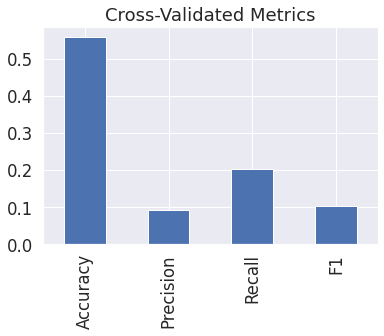 Cross-Validated Metrics
0.5
0.4
0.3
0.2
0.1
0.0
Accuracy
Precision
Recall
F1